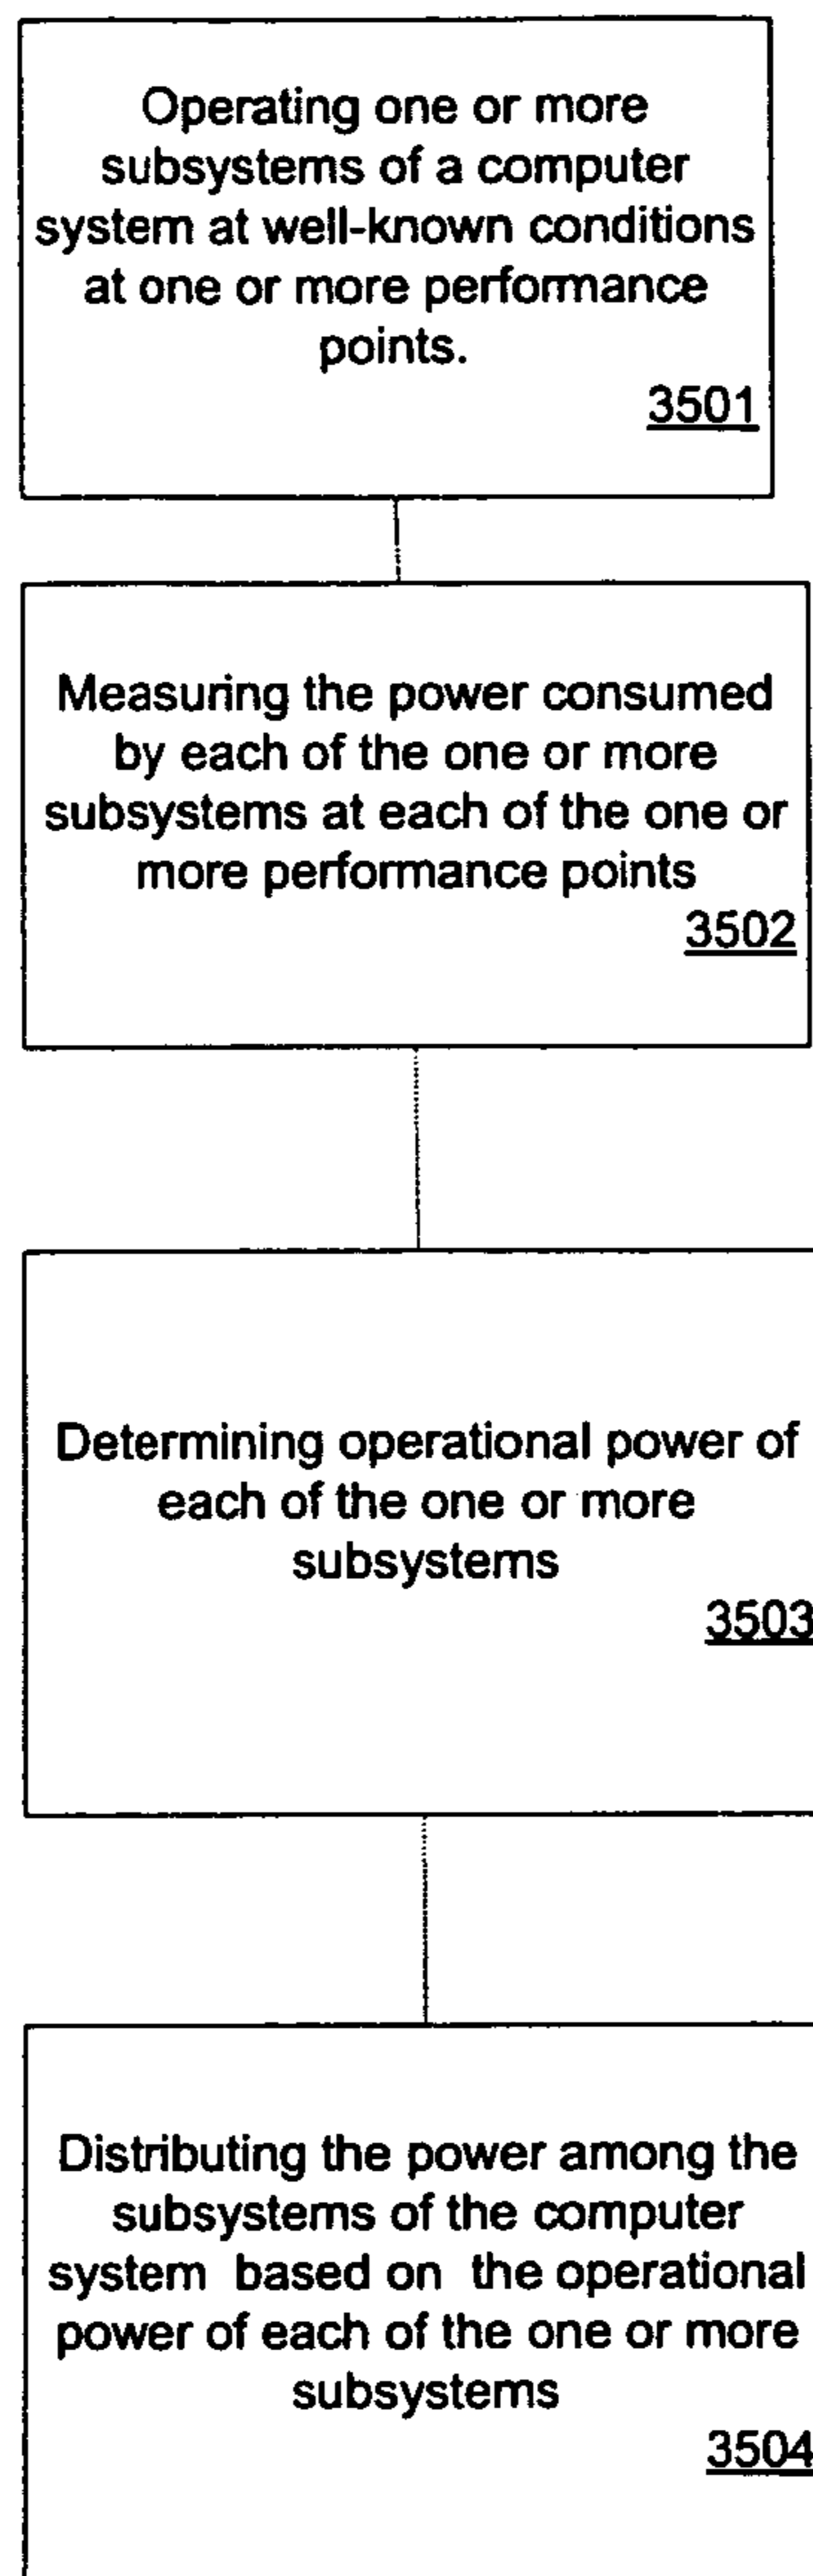 Operating one or more
subsystems of a computer
system at well-known conditions
at one or more performance
points.
3501
Measuring the power consumed
by each of the one or more
subsystems at each of the one or
more performance points
3502
Determining operational power of
each of the one or more
subsystems
3503
Distributing the power among the
subsystems of the computer
system based on the operational
power of each of the one or more
subsystems
3504